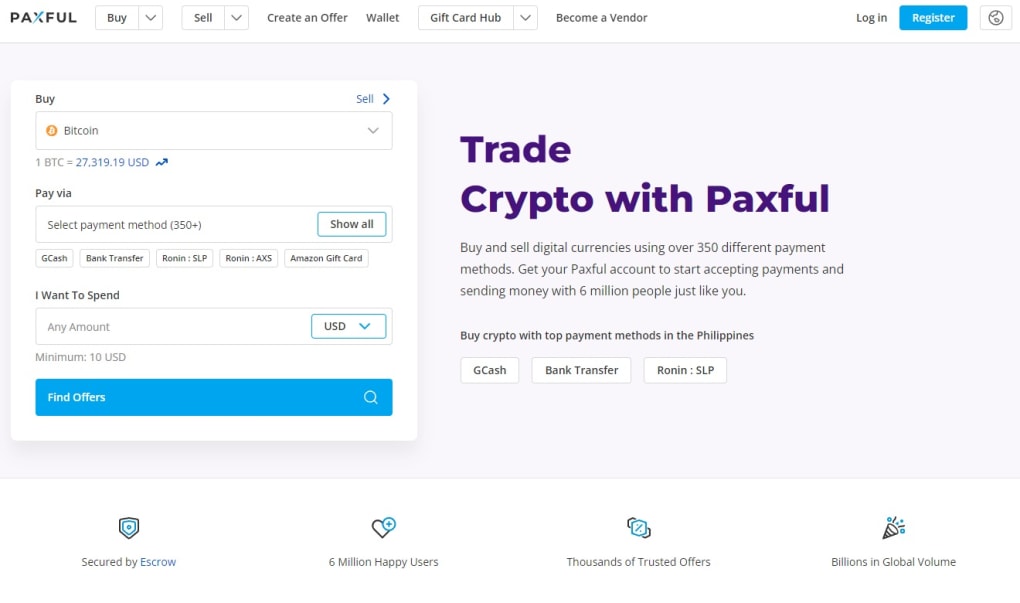 PAXFUL Buy Sell Create an Offer Wallet Gift Card Hub Become a Vendor Log in Register
Buy Sell
Bitcoin
1 BTC = 27,319.19 USD
Pay via
Select payment method (350+) Show all
GCash Bank Transfer Ronin : SLP Ronin : AXS Amazon Gift Card
I Want To Spend
Any Amount USD
Minimum: 10 USD
Find Offers
Trade
Crypto with Paxful
Buy and sell digital currencies using over 350 different payment
methods. Get your Paxful account to start accepting payments and
sending money with 6 million people just like you.
Buy crypto with top payment methods in the Philippines
GCash Bank Transfer Ronin : SLP
Secured by Escrow 6 Million Happy Users Thousands of Trusted Offers Billions in Global Volume